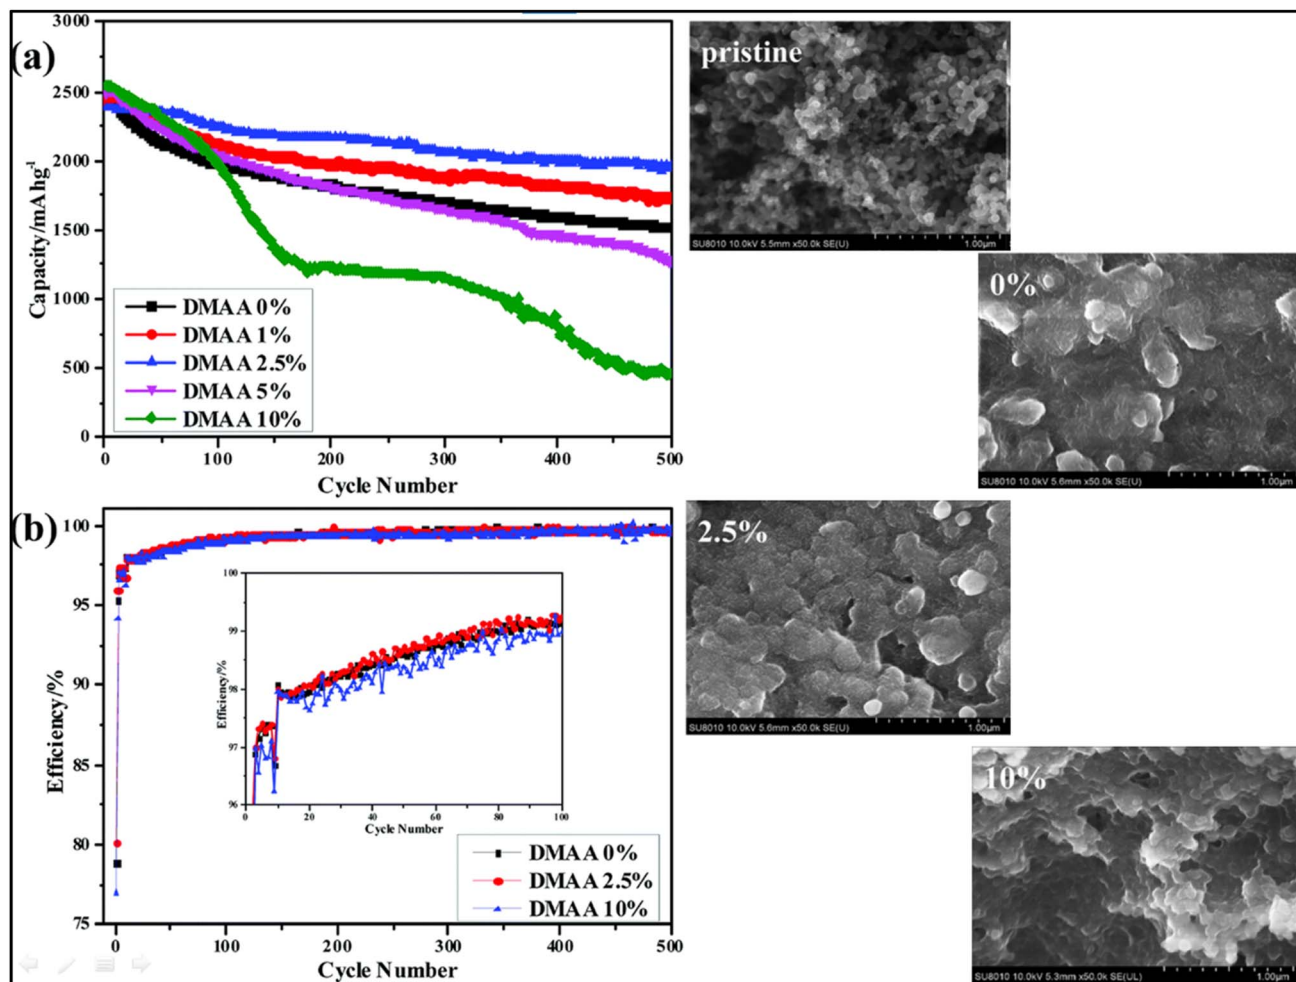 (a)
3000
2500
2000
1500
1000
500
0
Capacity/mAhg⁻¹
DMAA 0%
DMAA 1%
DMAA 2.5%
DMAA 5%
DMAA 10%
0 100 200 300 400 500
Cycle Number
pristine
SU8010 10.0kV 5.5mm x50.0k SE(U) 1.00μm
0%
SU8010 10.0kV 5.6mm x50.0k SE(U) 1.00μm
(b)
100
95
90
85
80
75
Efficiency/%
100
99
98
97
96
Efficiency/%
0 20 40 60 80 100
Cycle Number
DMAA 0%
DMAA 2.5%
DMAA 10%
0 100 200 300 400 500
Cycle Number
2.5%
SU8010 10.0kV 5.6mm x50.0k SE(U) 1.00μm
10%
SU8010 10.0kV 5.3mm x50.0k SE(UL) 1.00μm